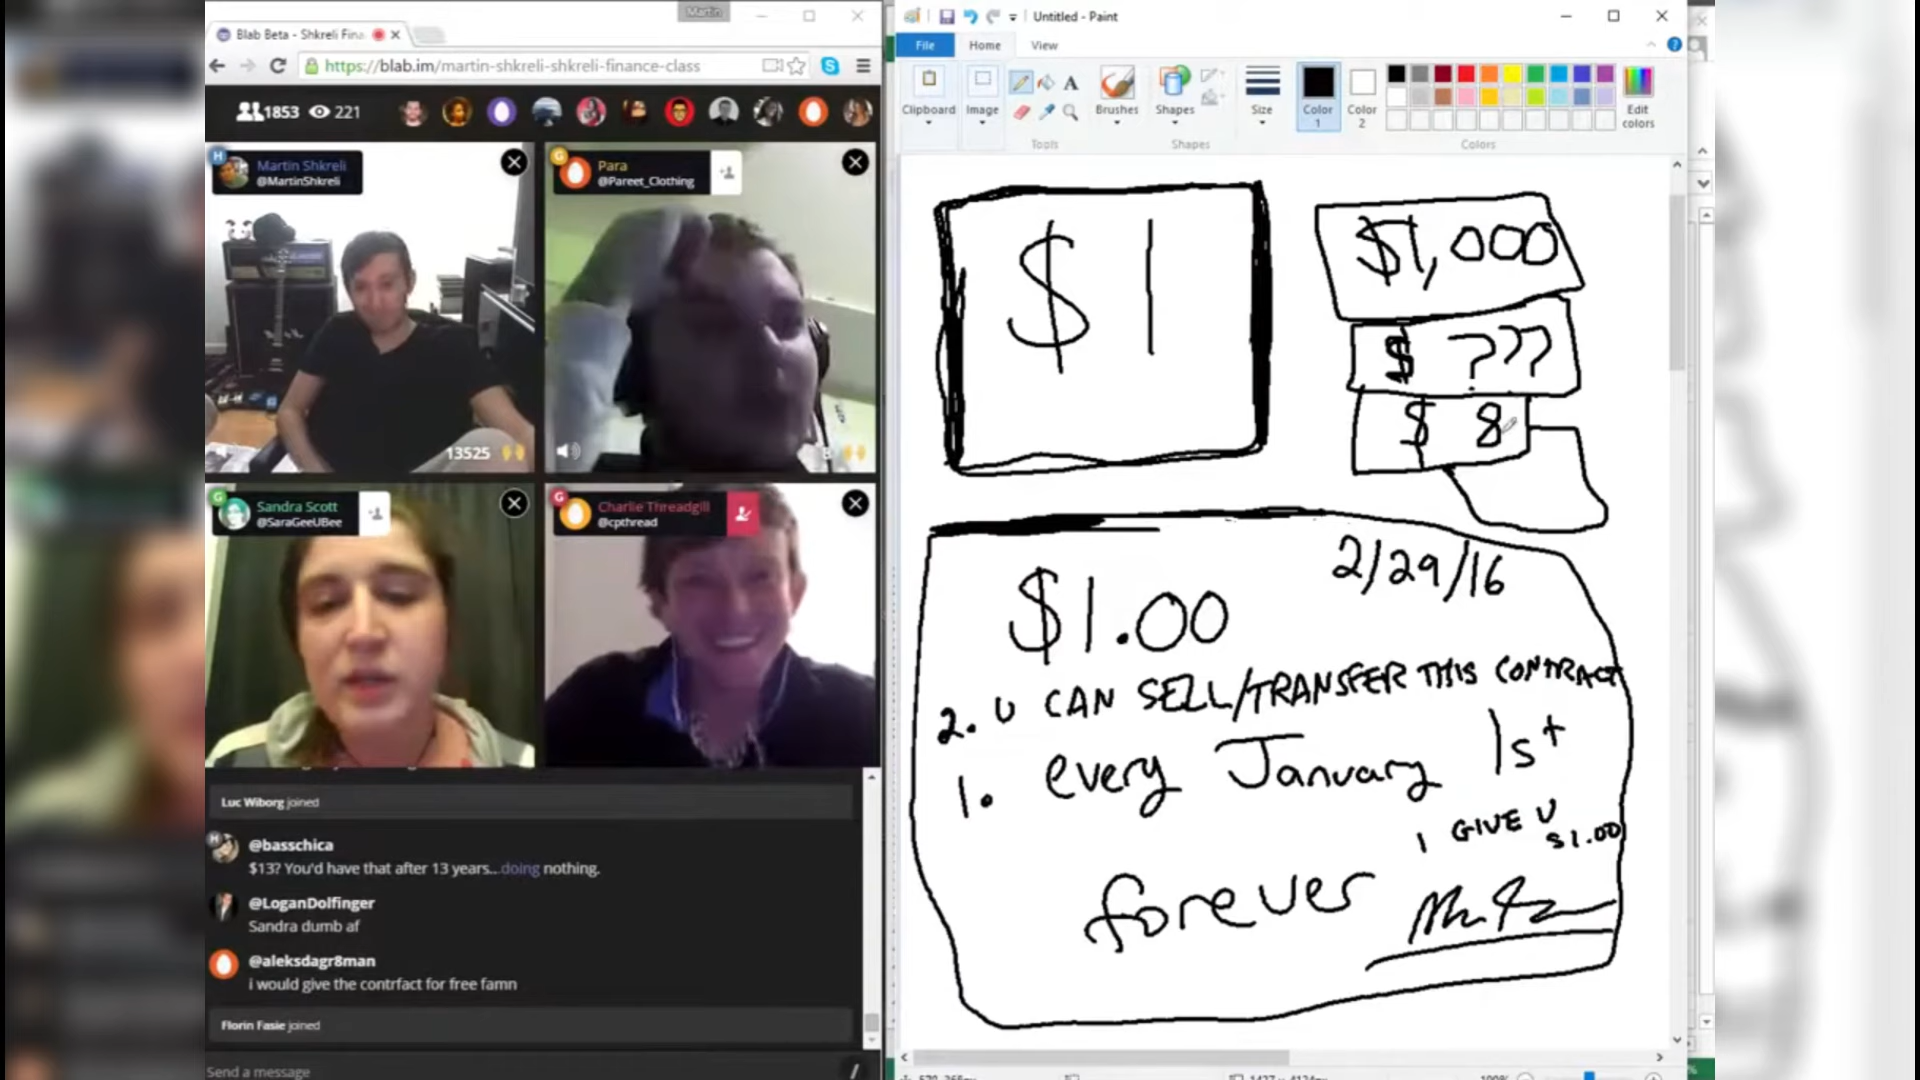 Martin
Blab Beta - Shkreli Fina
https://blab.im/martin-shkreli-shkreli-finance-class
1853 221
H Martin Shkreli
@MartinShkreli
G Para
@Pareet_Clothing
13525
8
G Sandra Scott
@SaraGeeUBee
G Charlie Threadgill
@cpthread
Luc Wiborg joined
H @basschica
$13? You'd have that after 13 years...doing nothing.
@LoganDolfinger
Sandra dumb af
@aleksdagr8man
i would give the contrfact for free famn
Florin Fasie joined
Send a message /
Untitled - Paint
File Home View
Clipboard
Image
A
Tools
Brushes
Shapes
Shapes
Size
Color 1
Color 2
Edit colors
Colors
$ 1
$1,000
$ ???
$ 8
$1.00
2/29/16
2. U CAN SELL/TRANSFER THIS CONTRACT
1. every January 1st
I GIVE U
$1.00
forever
100%